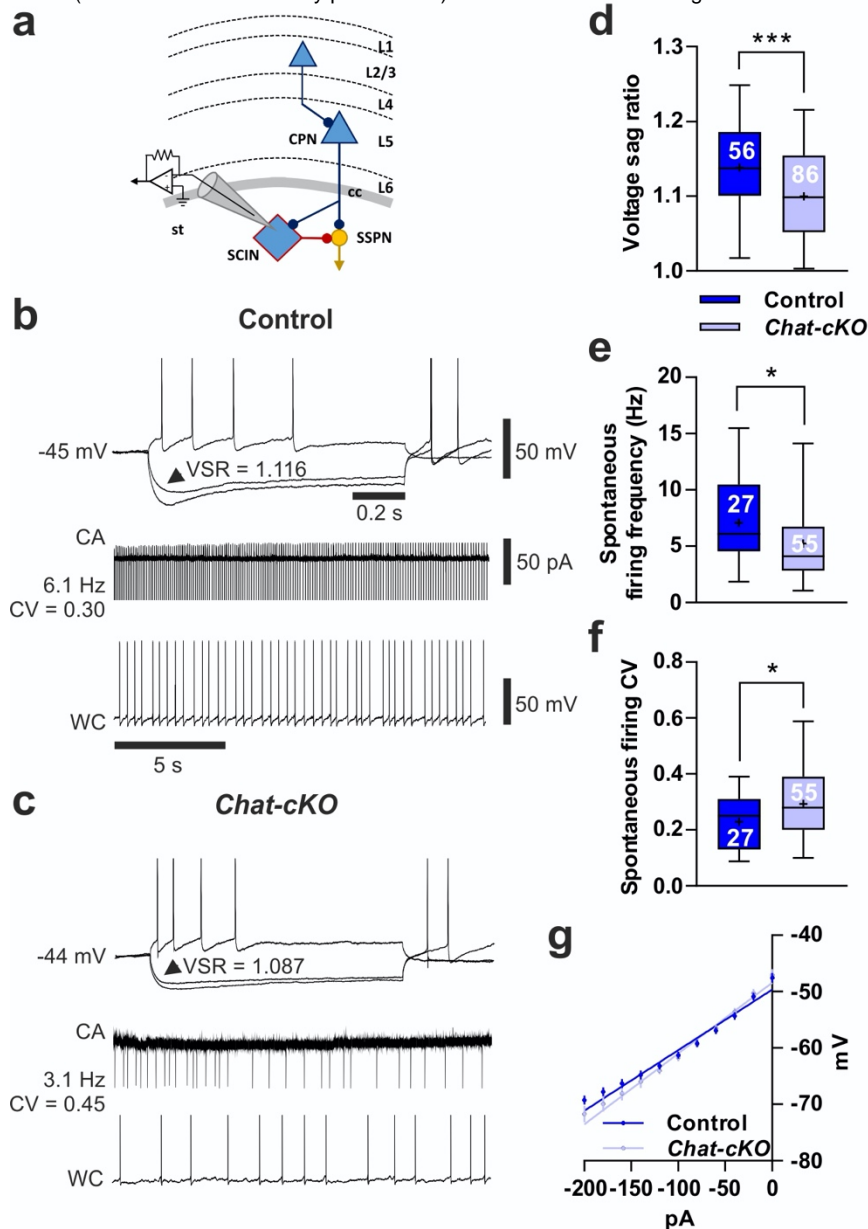 a
L1
L2/3
L4
CPN
L5
L6
cc
st
SCIN
SSPN
b
Control
-45 mV
VSR = 1.116
50 mV
0.2 s
CA
50 pA
6.1 Hz
CV = 0.30
WC
50 mV
5 s
c
Chat-cKO
-44 mV
VSR = 1.087
CA
3.1 Hz
CV = 0.45
WC
d
Voltage sag ratio
1.3
1.2
1.1
1.0
***
56
86
Control
Chat-cKO
e
Spontaneous
firing frequency (Hz)
20
15
10
5
0
*
27
55
f
Spontaneous firing CV
0.8
0.6
0.4
0.2
0.0
*
27
55
g
-40
-50
-60
-70
-80
mV
Control
Chat-cKO
-200 -150 -100 -50 0
pA